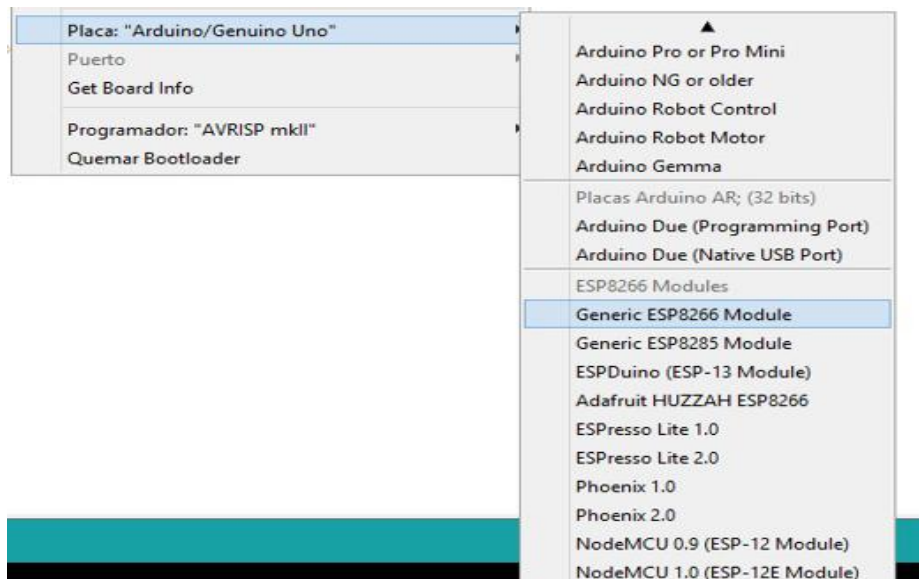 Placa: "Arduino/Genuino Uno"
Puerto
Get Board Info
Programador: "AVRISP mkII"
Quemar Bootloader
Arduino Pro or Pro Mini
Arduino NG or older
Arduino Robot Control
Arduino Robot Motor
Arduino Gemma
Placas Arduino AR; (32 bits)
Arduino Due (Programming Port)
Arduino Due (Native USB Port)
ESP8266 Modules
Generic ESP8266 Module
Generic ESP8285 Module
ESPDuino (ESP-13 Module)
Adafruit HUZZAH ESP8266
ESPresso Lite 1.0
ESPresso Lite 2.0
Phoenix 1.0
Phoenix 2.0
NodeMCU 0.9 (ESP-12 Module)
NodeMCU 1.0 (ESP-12E Module)